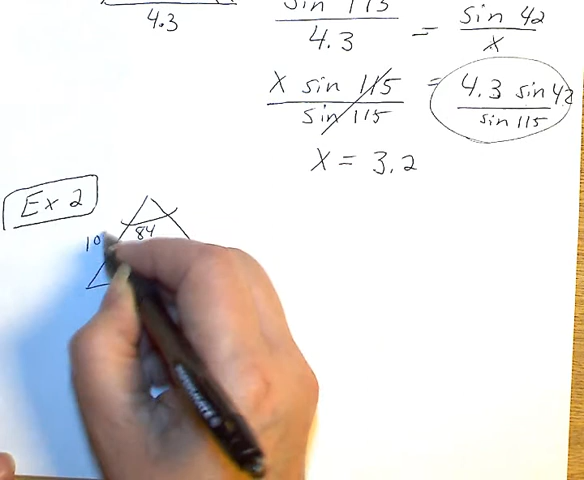 4.3
sin 115 / 4.3 = sin 42 / x
x sin 115 / sin 115 = 4.3 sin 42 / sin 115
x = 3.2
Ex 2
84
10